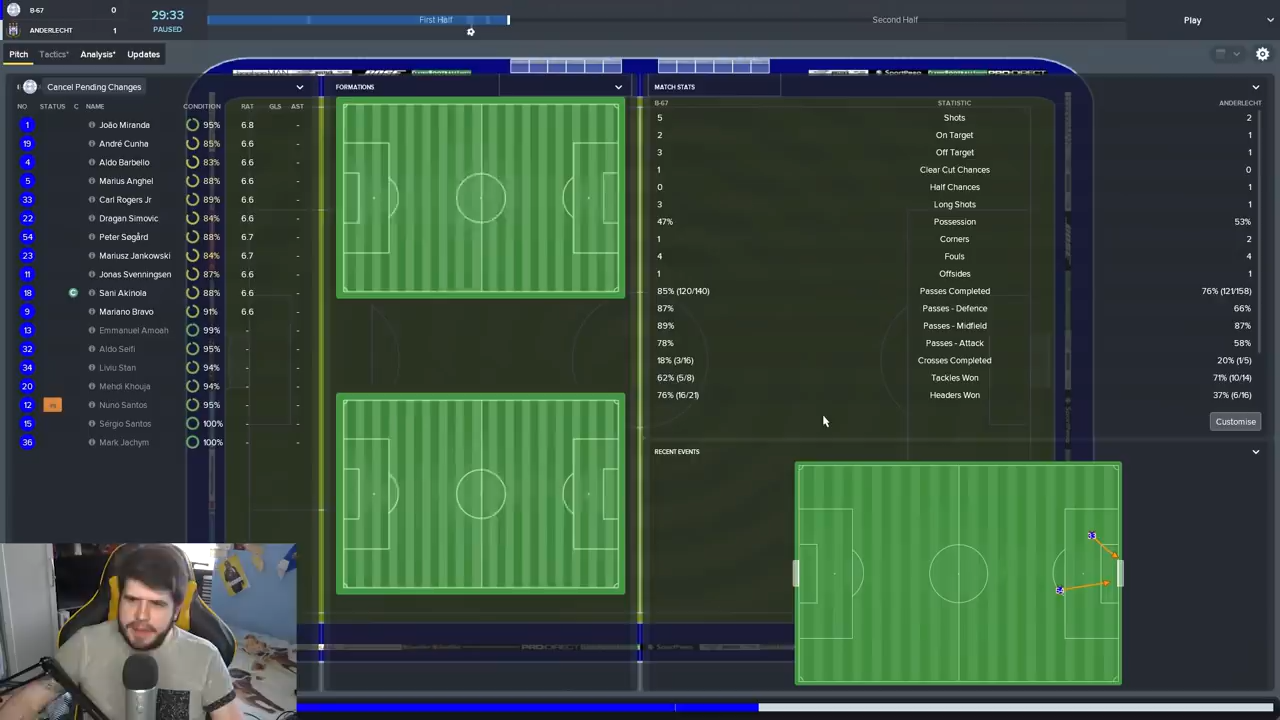 B-67 0
ANDERLECHT 1
29:33
PAUSED
First Half
Second Half
Play
Pitch Tactics* Analysis* Updates
Cancel Pending Changes
NO STATUS C NAME CONDITION RAT GLS AST
1 João Miranda 95% 6.8 -
19 André Cunha 85% 6.6 -
4 Aldo Barbello 83% 6.6 -
5 Marius Anghel 88% 6.6 -
33 Carl Rogers Jr 89% 6.6 -
22 Dragan Simovic 84% 6.6 -
54 Peter Søgård 88% 6.7 -
23 Mariusz Jankowski 84% 6.7 -
11 Jonas Svenningsen 87% 6.6 -
18 C Sani Akinola 88% 6.6 -
9 Mariano Bravo 91% 6.6 -
13 Emmanuel Amoah 99% - -
32 Aldo Seifi 95% - -
34 Liviu Stan 94% - -
20 Mehdi Khouja 94% - -
12 Nuno Santos 95% - -
15 Sérgio Santos 100% - -
36 Mark Jachym 100% - -
FORMATIONS
MATCH STATS
B-67 STATISTIC ANDERLECHT
5 Shots 2
2 On Target 1
3 Off Target 1
1 Clear Cut Chances 0
0 Half Chances 1
3 Long Shots 1
47% Possession 53%
1 Corners 2
4 Fouls 4
1 Offsides 1
85% (120/140) Passes Completed 76% (121/158)
87% Passes - Defence 66%
89% Passes - Midfield 87%
78% Passes - Attack 58%
18% (3/16) Crosses Completed 20% (1/5)
62% (5/8) Tackles Won 71% (10/14)
76% (16/21) Headers Won 37% (6/16)
Customise
RECENT EVENTS
33
54